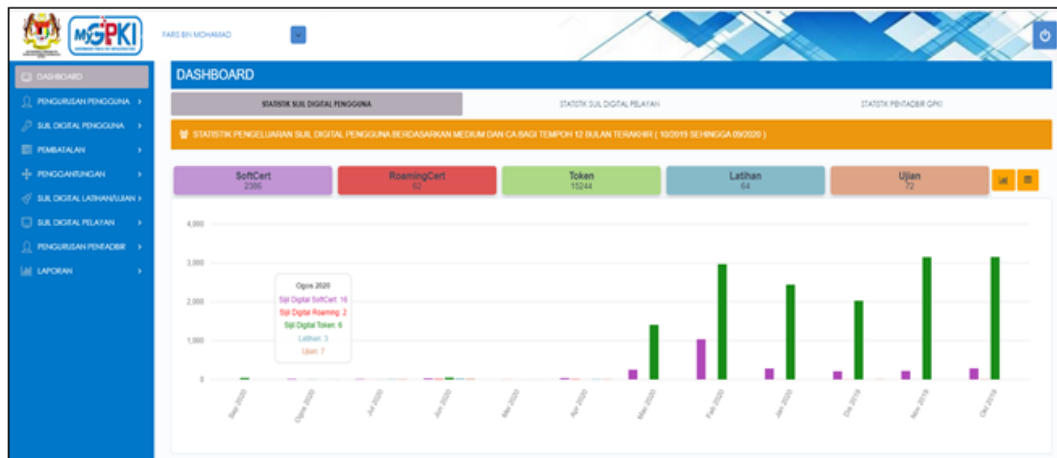 MyGPKI
FARIS BIN MOHAMAD
DASHBOARD
PENGURUSAN PENGGUNA
SIJIL DIGITAL PENGGUNA
PEMBATALAN
PENGGANTUNGAN
SIJIL DIGITAL LATIHAN/UJIAN
SIJIL DIGITAL PELAYAN
PENGURUSAN PENTADBIR
LAPORAN
DASHBOARD
STATISTIK SIJIL DIGITAL PENGGUNA
STATISTIK SIJIL DIGITAL PELAYAN
STATISTIK PENTADBIR GPKI
STATISTIK PENGELUARAN SIJIL DIGITAL PENGGUNA BERDASARKAN MEDIUM DAN CA BAGI TEMPOH 12 BULAN TERAKHIR ( 10/2019 SEHINGGA 09/2020 )
SoftCert
2386
RoamingCert
62
Token
15244
Latihan
64
Ujian
72
4,000
3,000
2,000
1,000
0
Ogos 2020
Sijil Digital SoftCert: 16
Sijil Digital Roaming: 2
Sijil Digital Token: 6
Latihan: 3
Ujian: 7
Sep 2020
Ogos 2020
Jul 2020
Jun 2020
Mei 2020
Apr 2020
Mac 2020
Feb 2020
Jan 2020
Dis 2019
Nov 2019
Okt 2019